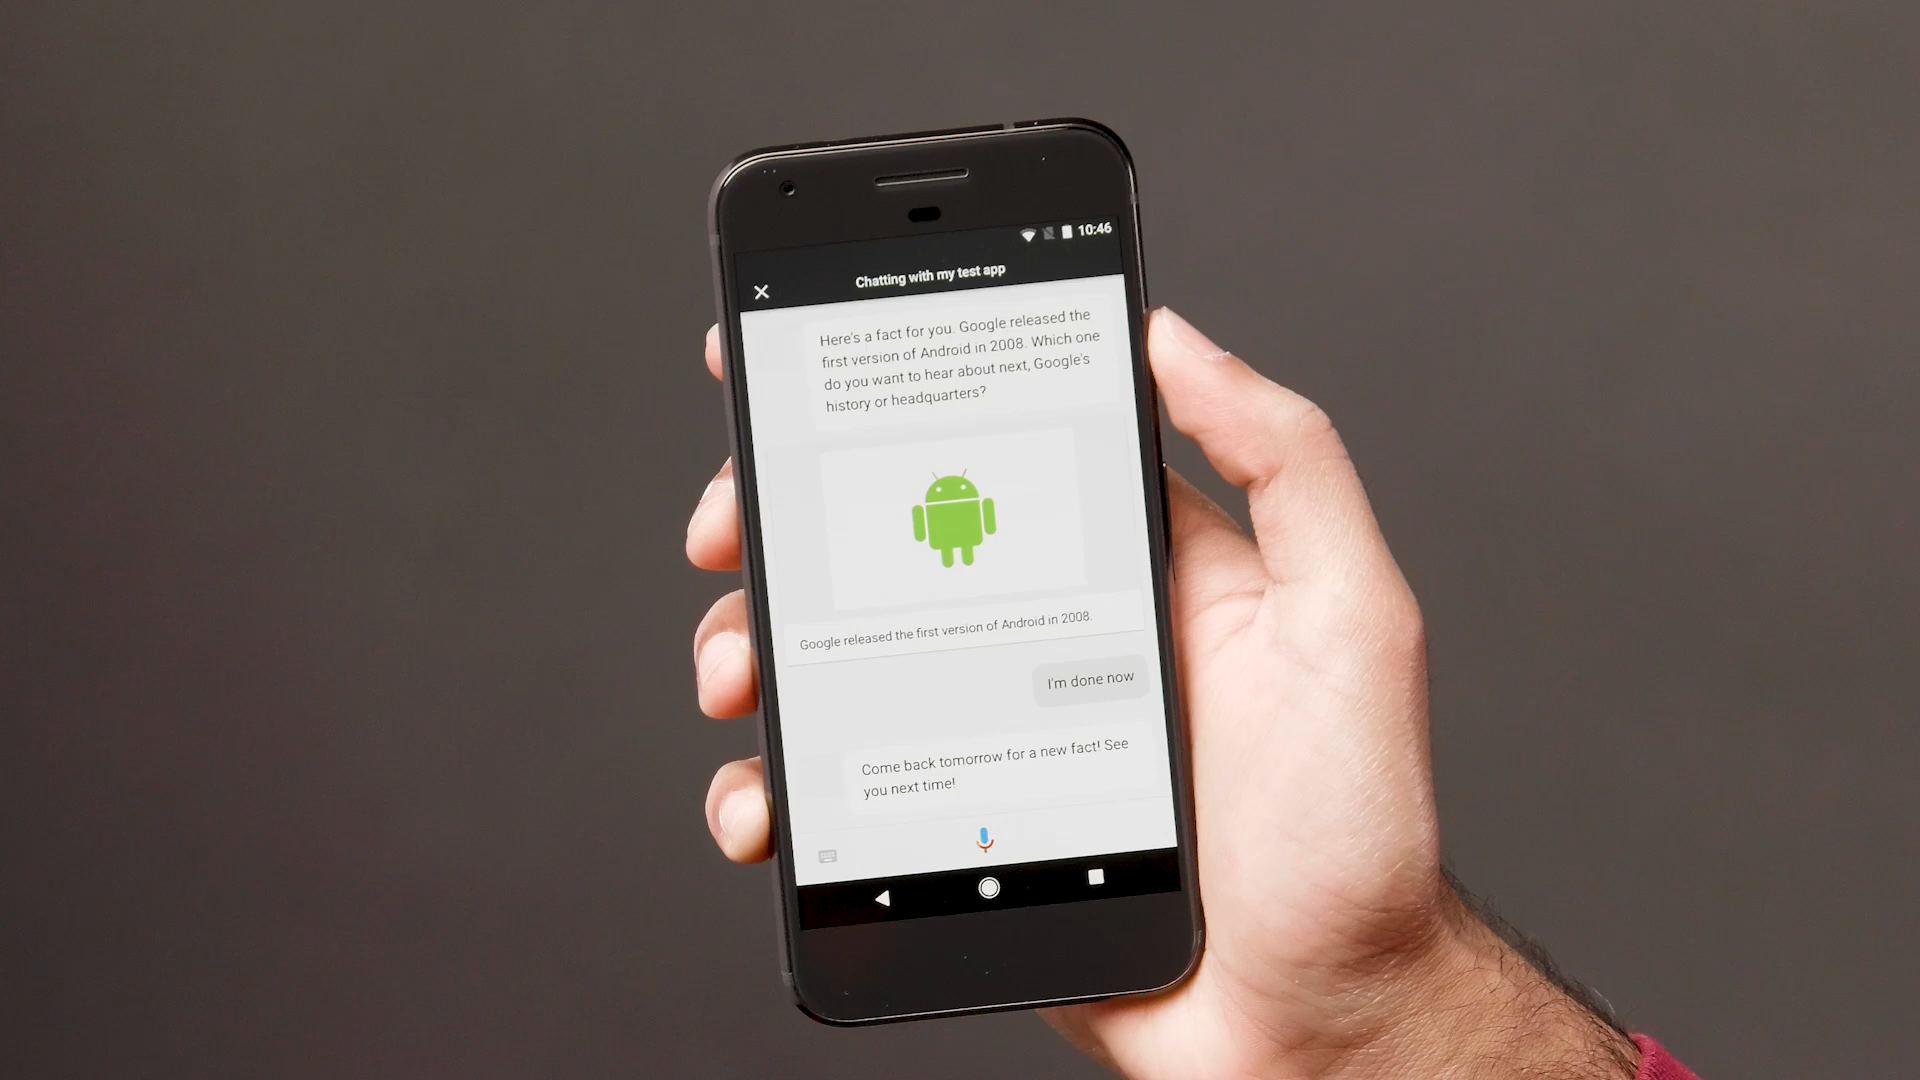 10:46
Chatting with my test app
Here's a fact for you. Google released the
first version of Android in 2008. Which one
do you want to hear about next, Google's
history or headquarters?
Google released the first version of Android in 2008.
I'm done now
Come back tomorrow for a new fact! See
you next time!